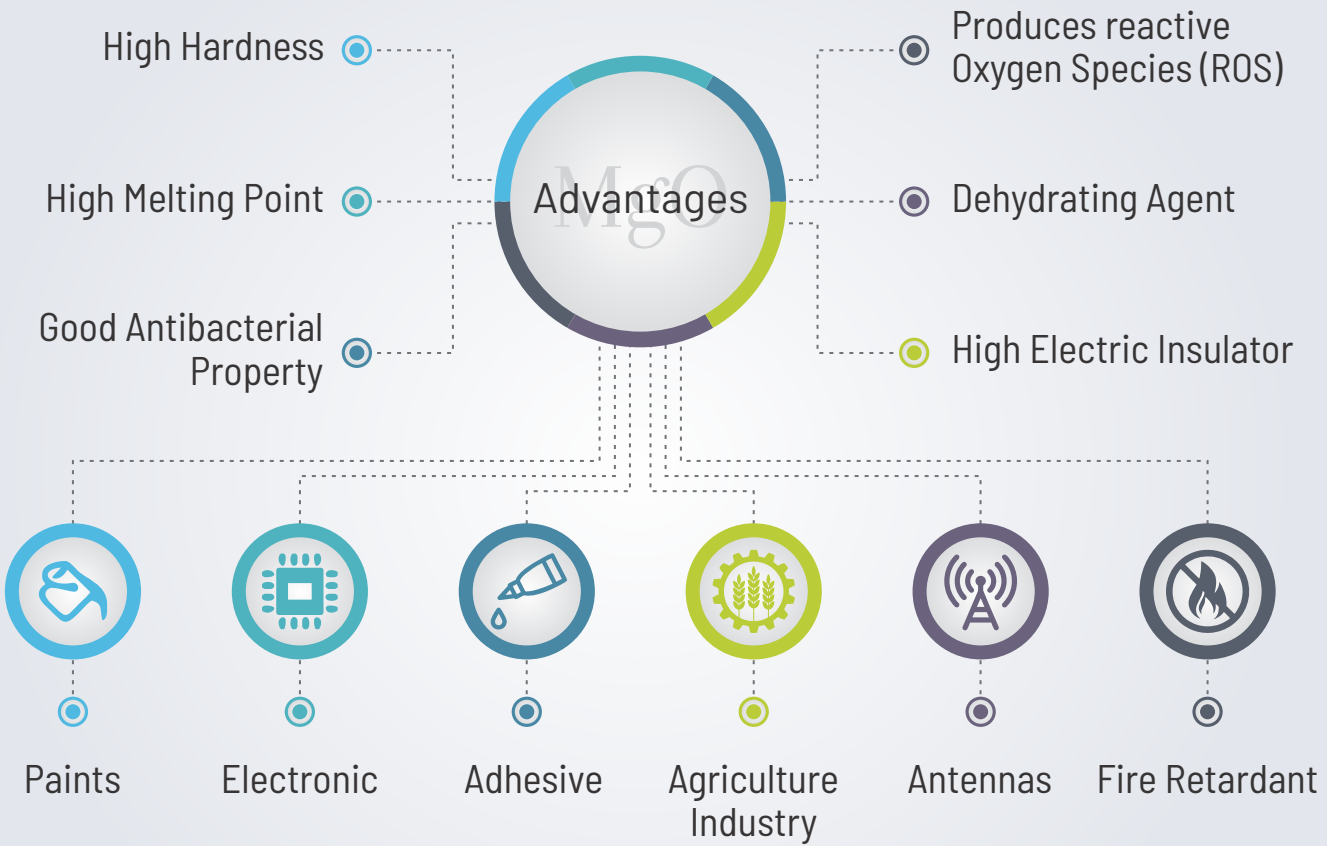 High Hardness
Produces reactive
Oxygen Species (ROS)
MgO
Advantages
High Melting Point
Dehydrating Agent
Good Antibacterial
Property
High Electric Insulator
Paints
Electronic
Adhesive
Agriculture
Industry
Antennas
Fire Retardant